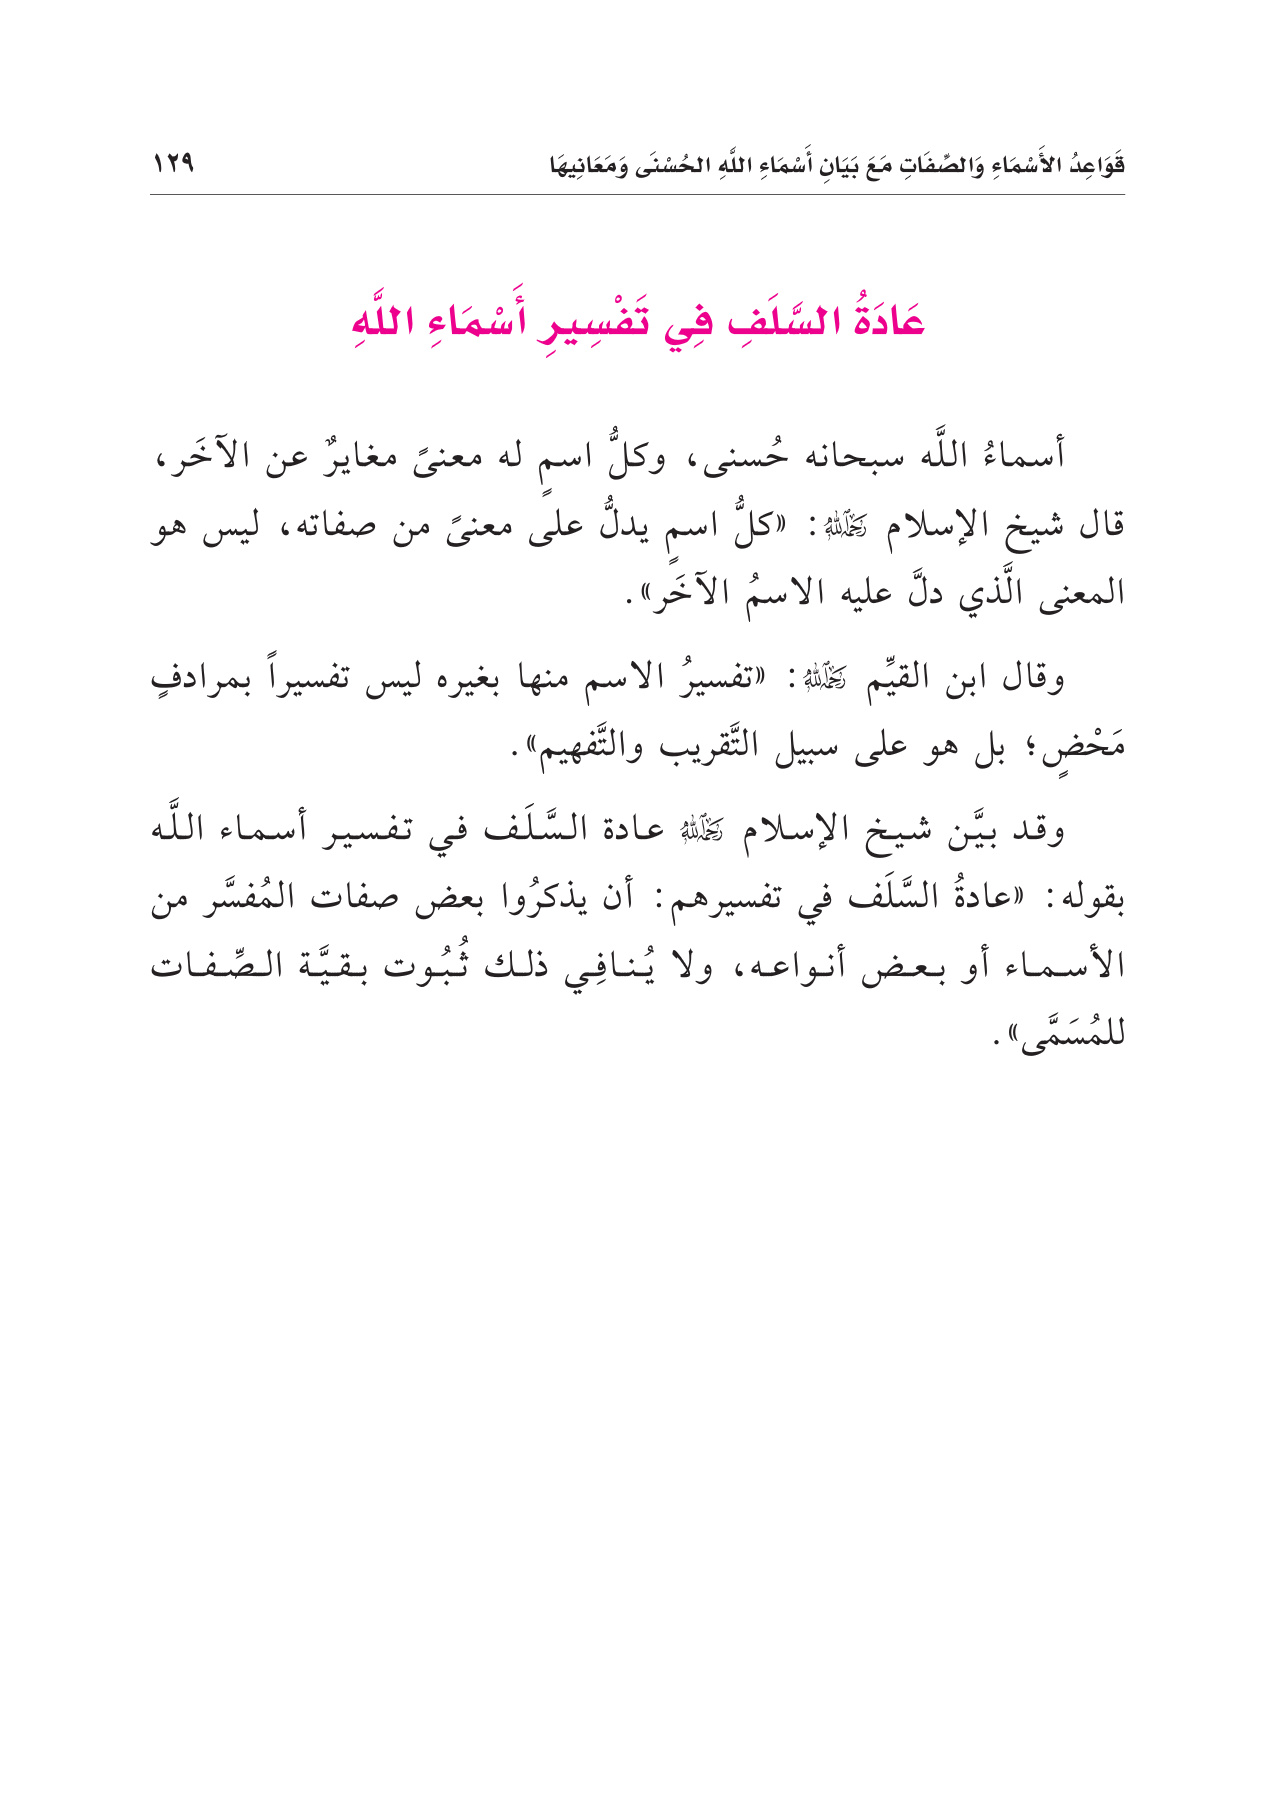 قَوَاعِدُ الأَسْمَاءِ وَالصِّفَاتِ مَعَ بَيَانِ أَسْمَاءِ اللَّهِ الحُسْنَى وَمَعَانِيهَا ١٢٩
عَادَةُ السَّلَفِ فِي تَفْسِيرِ أَسْمَاءِ اللَّهِ
أسماءُ اللَّه سبحانه حُسنى، وكلُّ اسمٍ له معنىً مغايرٌ عن الآخَر،
قال شيخ الإسلام رَحِمَهُ اللَّهُ: «كلُّ اسمٍ يدلُّ على معنىً من صفاته، ليس هو
المعنى الَّذي دلَّ عليه الاسمُ الآخَر».
وقال ابن القيِّم رَحِمَهُ اللَّهُ: «تفسيرُ الاسم منها بغيره ليس تفسيراً بمرادفٍ
مَحْضٍ؛ بل هو على سبيل التَّقريب والتَّفهيم».
وقد بيَّن شيخ الإسلام رَحِمَهُ اللَّهُ عادة السَّلَف في تفسير أسماء اللَّه
بقوله: «عادةُ السَّلَف في تفسيرهم: أن يذكرُوا بعض صفات المُفسَّر من
الأسماء أو بعض أنواعه، ولا يُنافِي ذلك ثُبُوت بقيَّة الصِّفات
للمُسَمَّى».